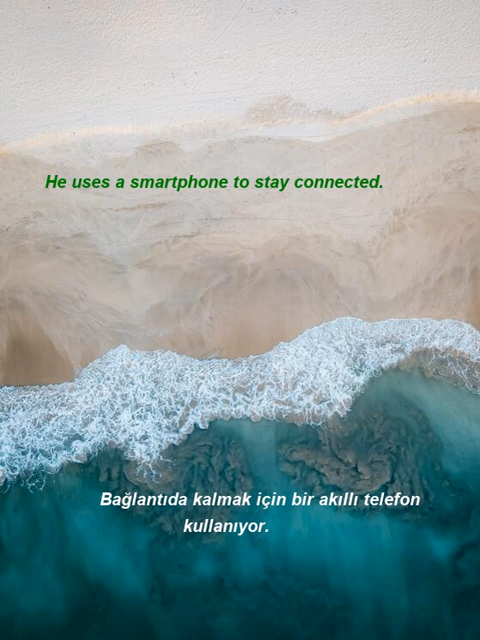 He uses a smartphone to stay connected.
Bağlantıda kalmak için bir akıllı telefon
kullanıyor.